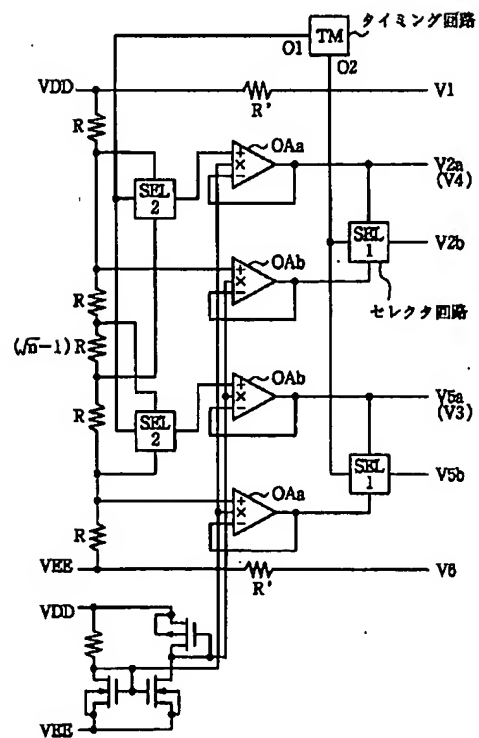 タイミング回路
TM
O1
O2
VDD
R'
V1
R
OAa
V2a
(V4)
SEL
2
SEL
1
V2b
OAb
セレクタ回路
R
(√n-1)R
OAb
V5a
(V3)
R
SEL
2
SEL
1
V5b
OAa
R
VEE
R'
V6
VDD
VEE